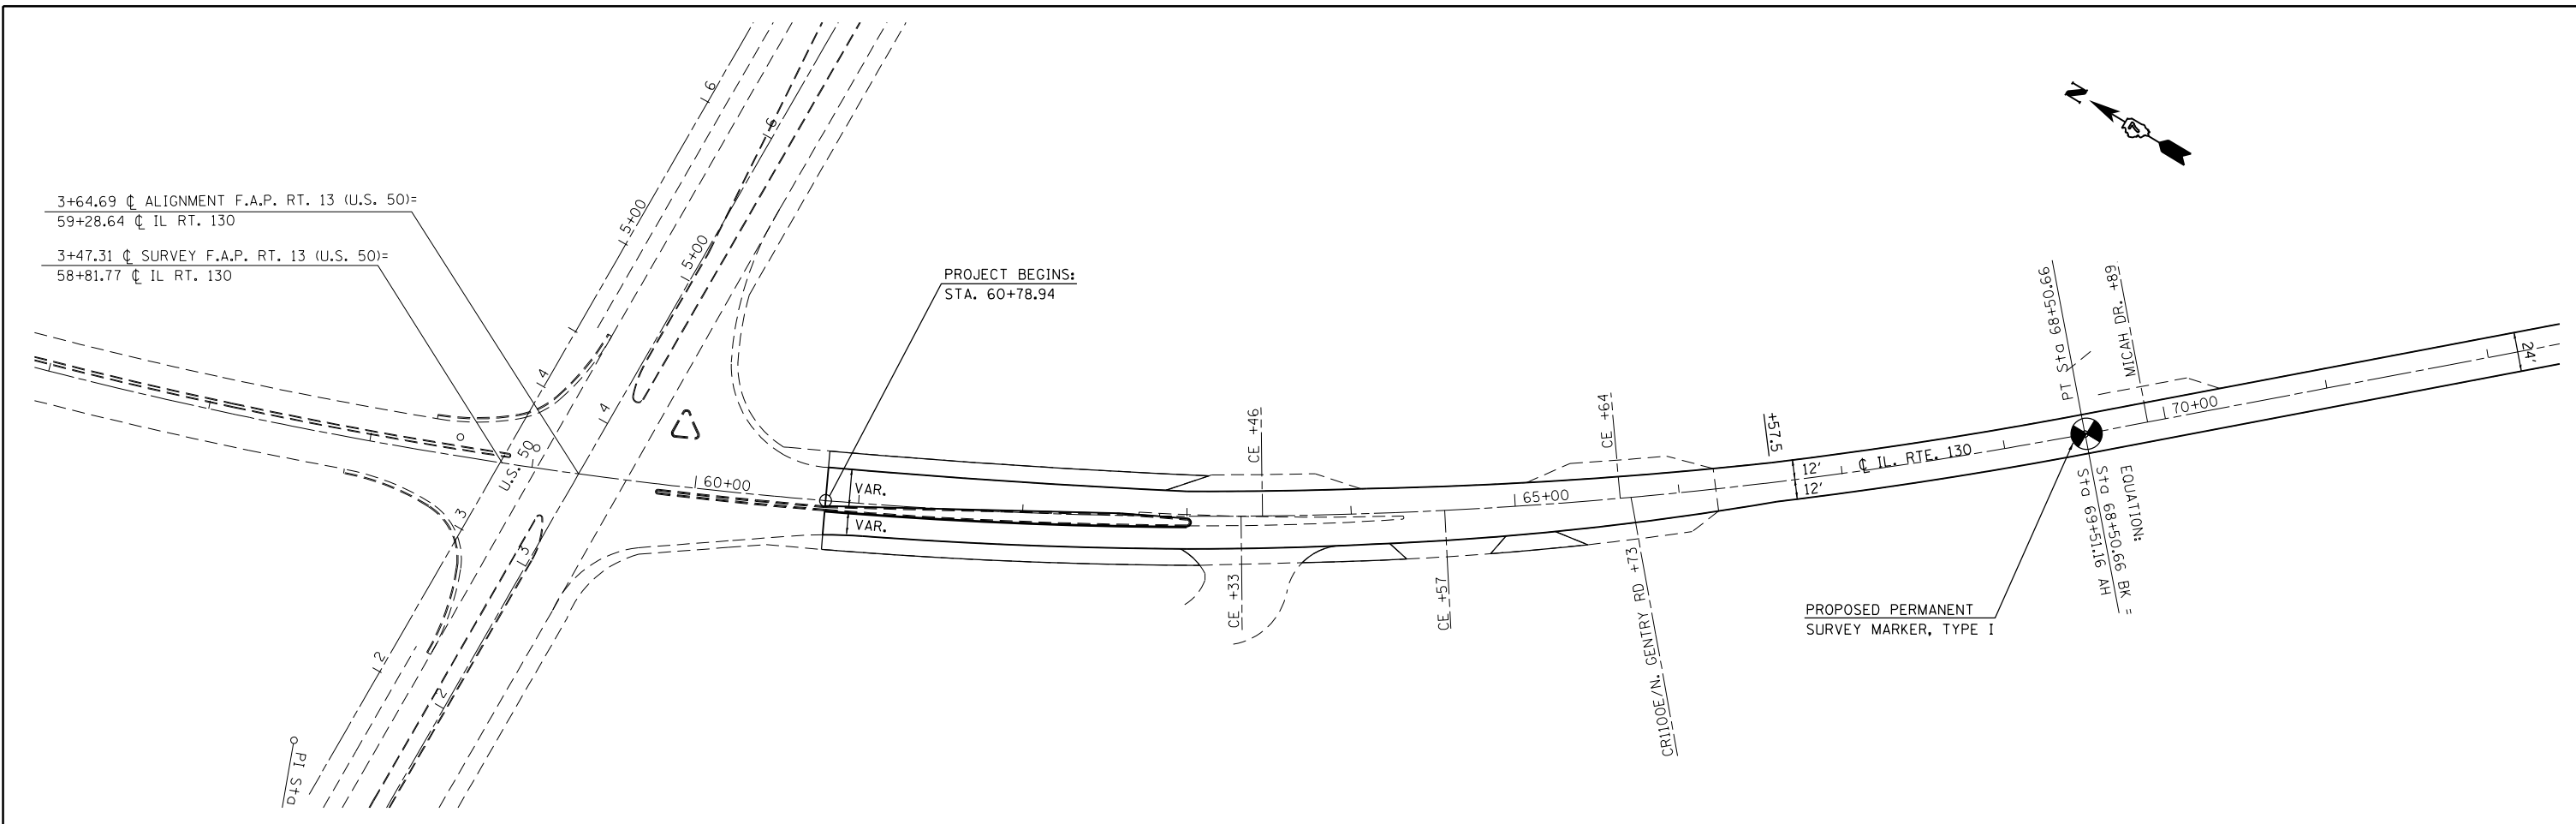 3+64.69 ℄ ALIGNMENT F.A.P. RT. 13 (U.S. 50)=
59+28.64 ℄ IL RT. 130
3+47.31 ℄ SURVEY F.A.P. RT. 13 (U.S. 50)=
58+81.77 ℄ IL RT. 130
6
6
5+00
5+00
4
4
3
3
2
2
U.S. 50
PI Sta
N
PROJECT BEGINS:
STA. 60+78.94
60+00
VAR.
VAR.
CE +46
CE +33
CE +57
65+00
CE +64
CR1100E/N. GENTRY RD +73
+57.5
12'
12'
℄ IL. RTE. 130
PT Sta 68+50.66
MICAH DR. +89
70+00
24'
EQUATION:
Sta 68+50.66 BK =
Sta 69+51.16 AH
PROPOSED PERMANENT
SURVEY MARKER, TYPE I